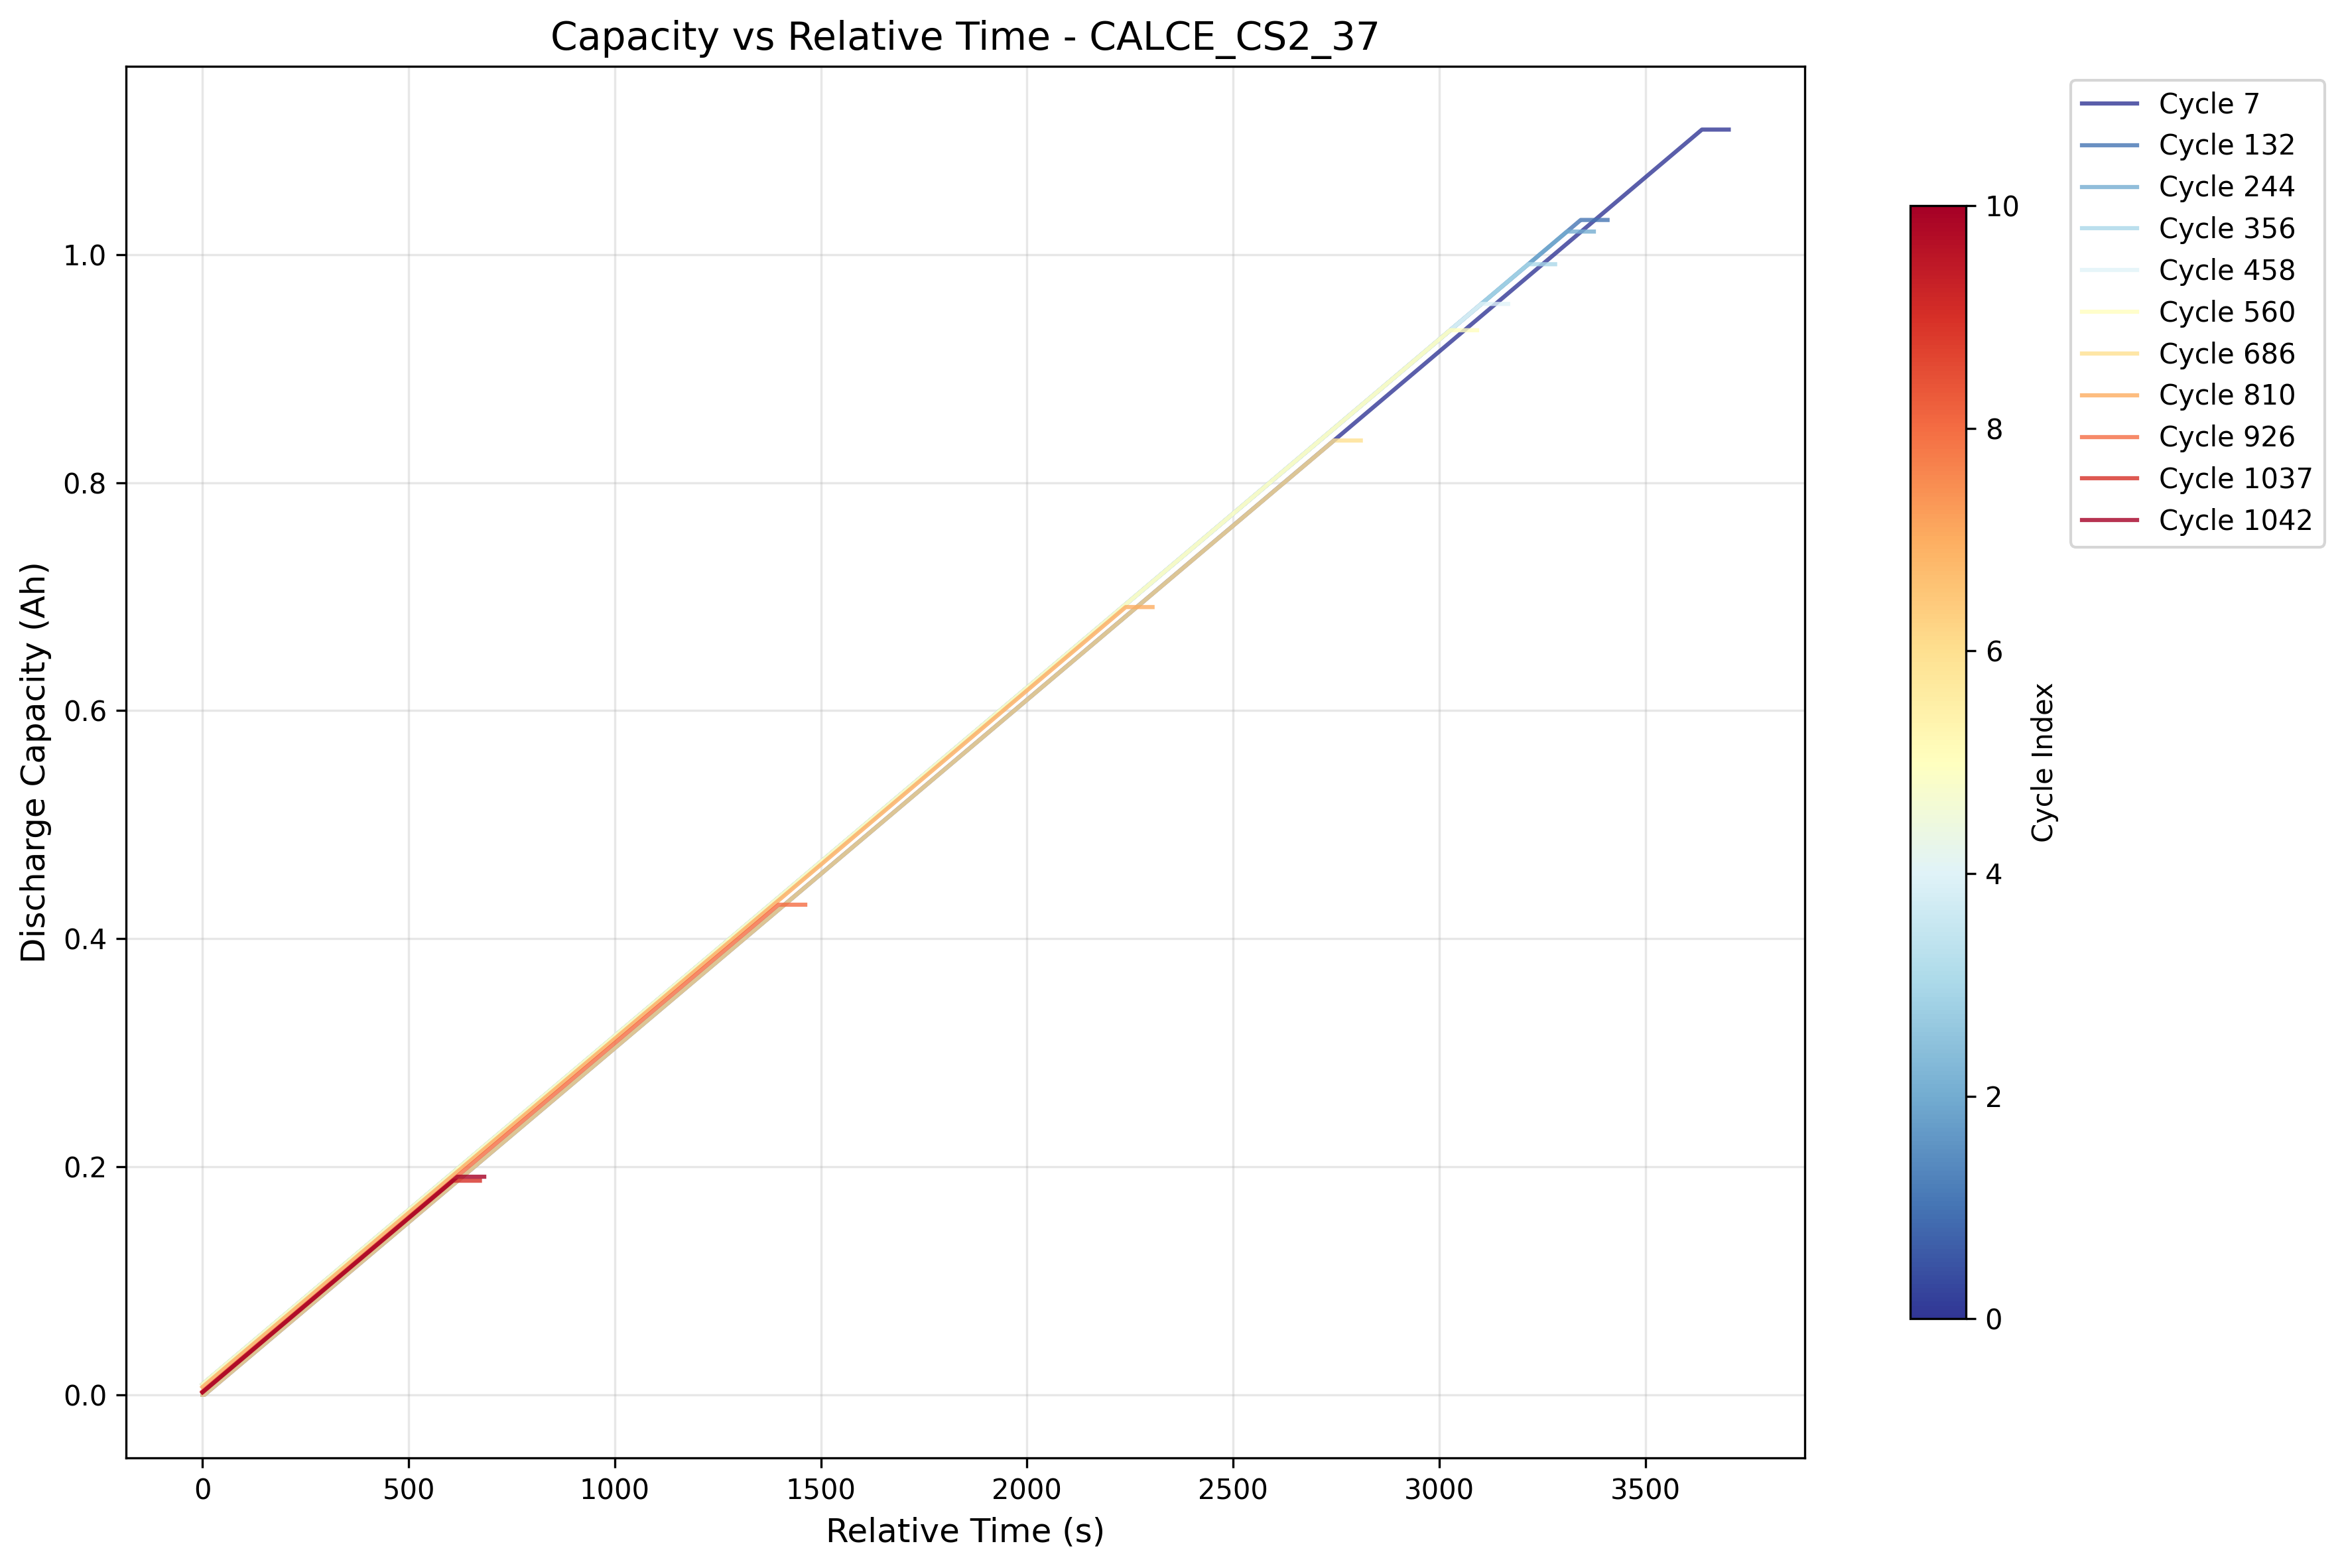 Capacity vs Relative Time - CALCE_CS2_37
Discharge Capacity (Ah)
1.0
0.8
0.6
0.4
0.2
0.0
0
500
1000
1500
2000
2500
3000
3500
Relative Time (s)
10
8
6
4
2
0
Cycle Index
Cycle 7
Cycle 132
Cycle 244
Cycle 356
Cycle 458
Cycle 560
Cycle 686
Cycle 810
Cycle 926
Cycle 1037
Cycle 1042